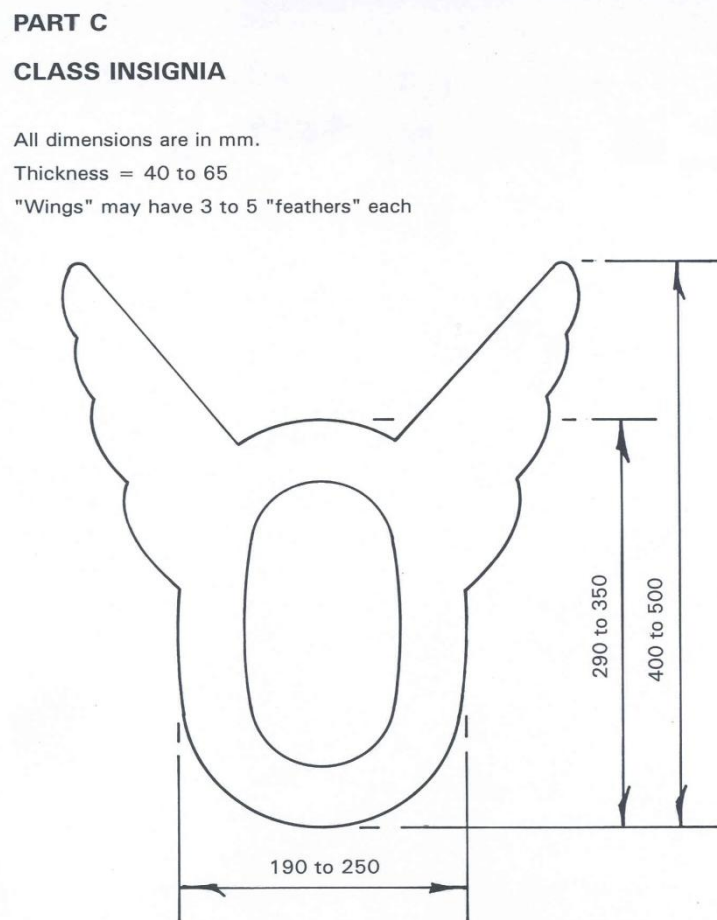 PART C
CLASS INSIGNIA
All dimensions are in mm.
Thickness = 40 to 65
"Wings" may have 3 to 5 "feathers" each
290 to 350
400 to 500
190 to 250